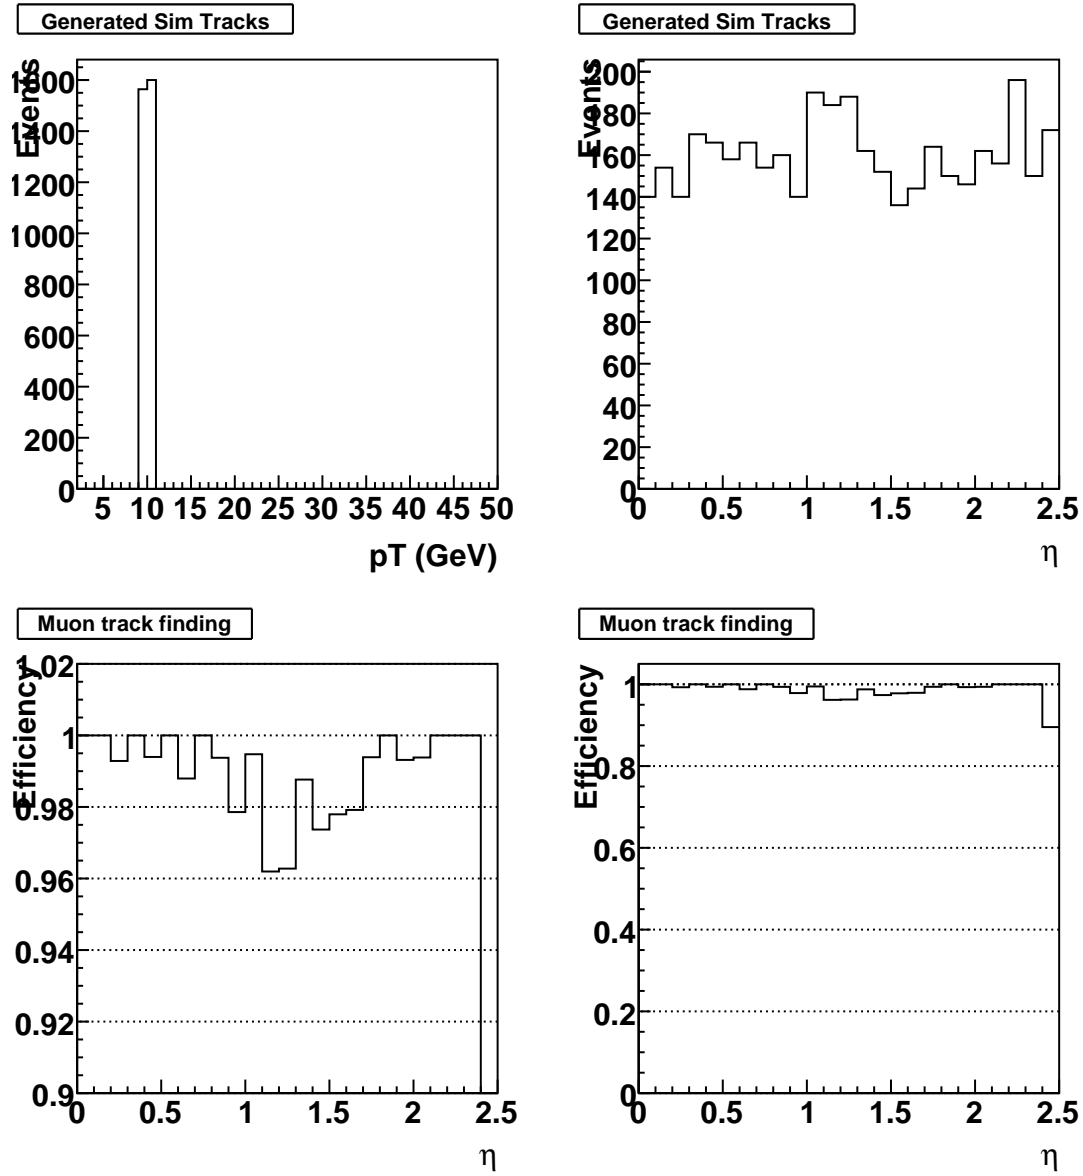 Generated Sim Tracks
Events
1600
1400
1200
1000
800
600
400
200
0
5 10 15 20 25 30 35 40 45 50
pT (GeV)
Generated Sim Tracks
Events
200
180
160
140
120
100
80
60
40
20
0
0 0.5 1 1.5 2 2.5
η
Muon track finding
Efficiency
1.02
1
0.98
0.96
0.94
0.92
0.9
0 0.5 1 1.5 2 2.5
η
Muon track finding
Efficiency
1
0.8
0.6
0.4
0.2
0
0 0.5 1 1.5 2 2.5
η